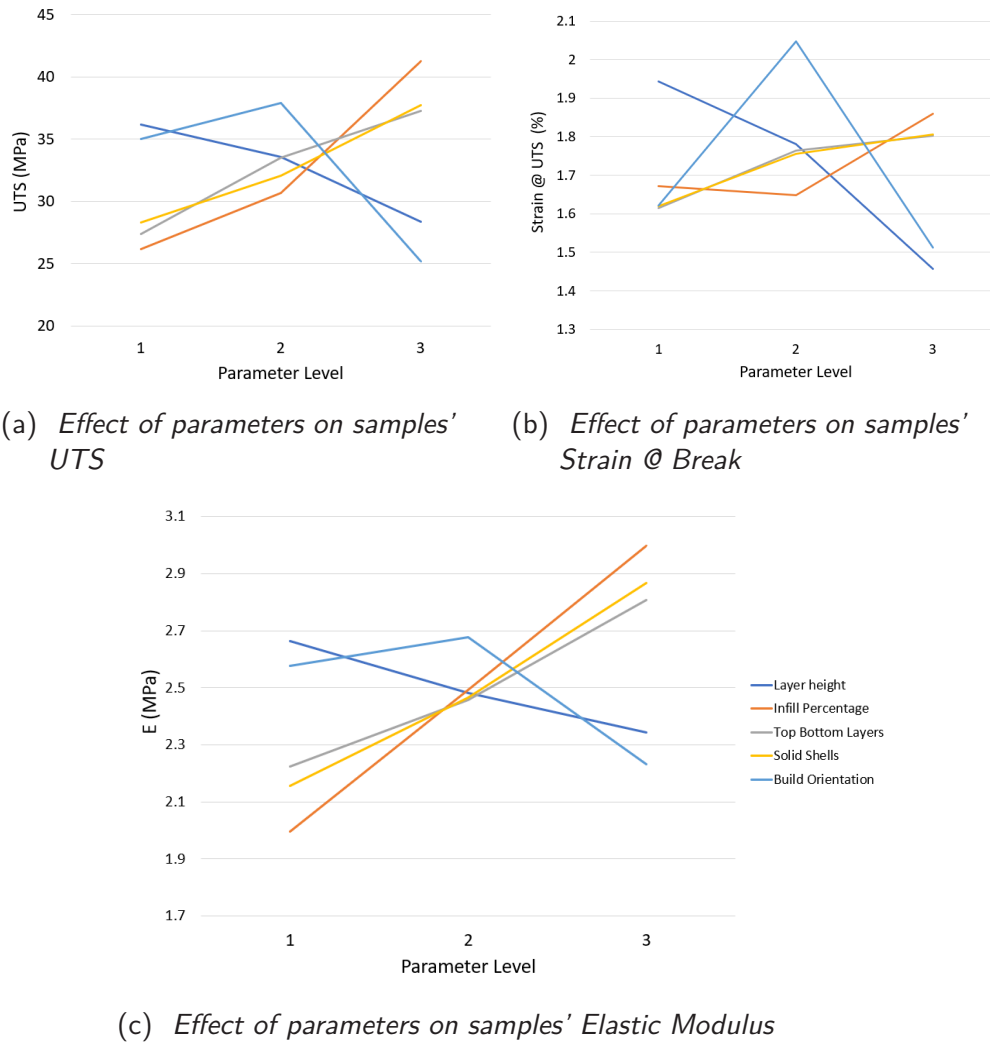 45
40
35
30
25
20
UTS (MPa)
1 2 3
Parameter Level
2.1
2
1.9
1.8
1.7
1.6
1.5
1.4
1.3
Strain @ UTS (%)
1 2 3
Parameter Level
(a) Effect of parameters on samples'
UTS
(b) Effect of parameters on samples'
Strain @ Break
3.1
2.9
2.7
2.5
2.3
2.1
1.9
1.7
E (MPa)
1 2 3
Parameter Level
Layer height
Infill Percentage
Top Bottom Layers
Solid Shells
Build Orientation
(c) Effect of parameters on samples' Elastic Modulus